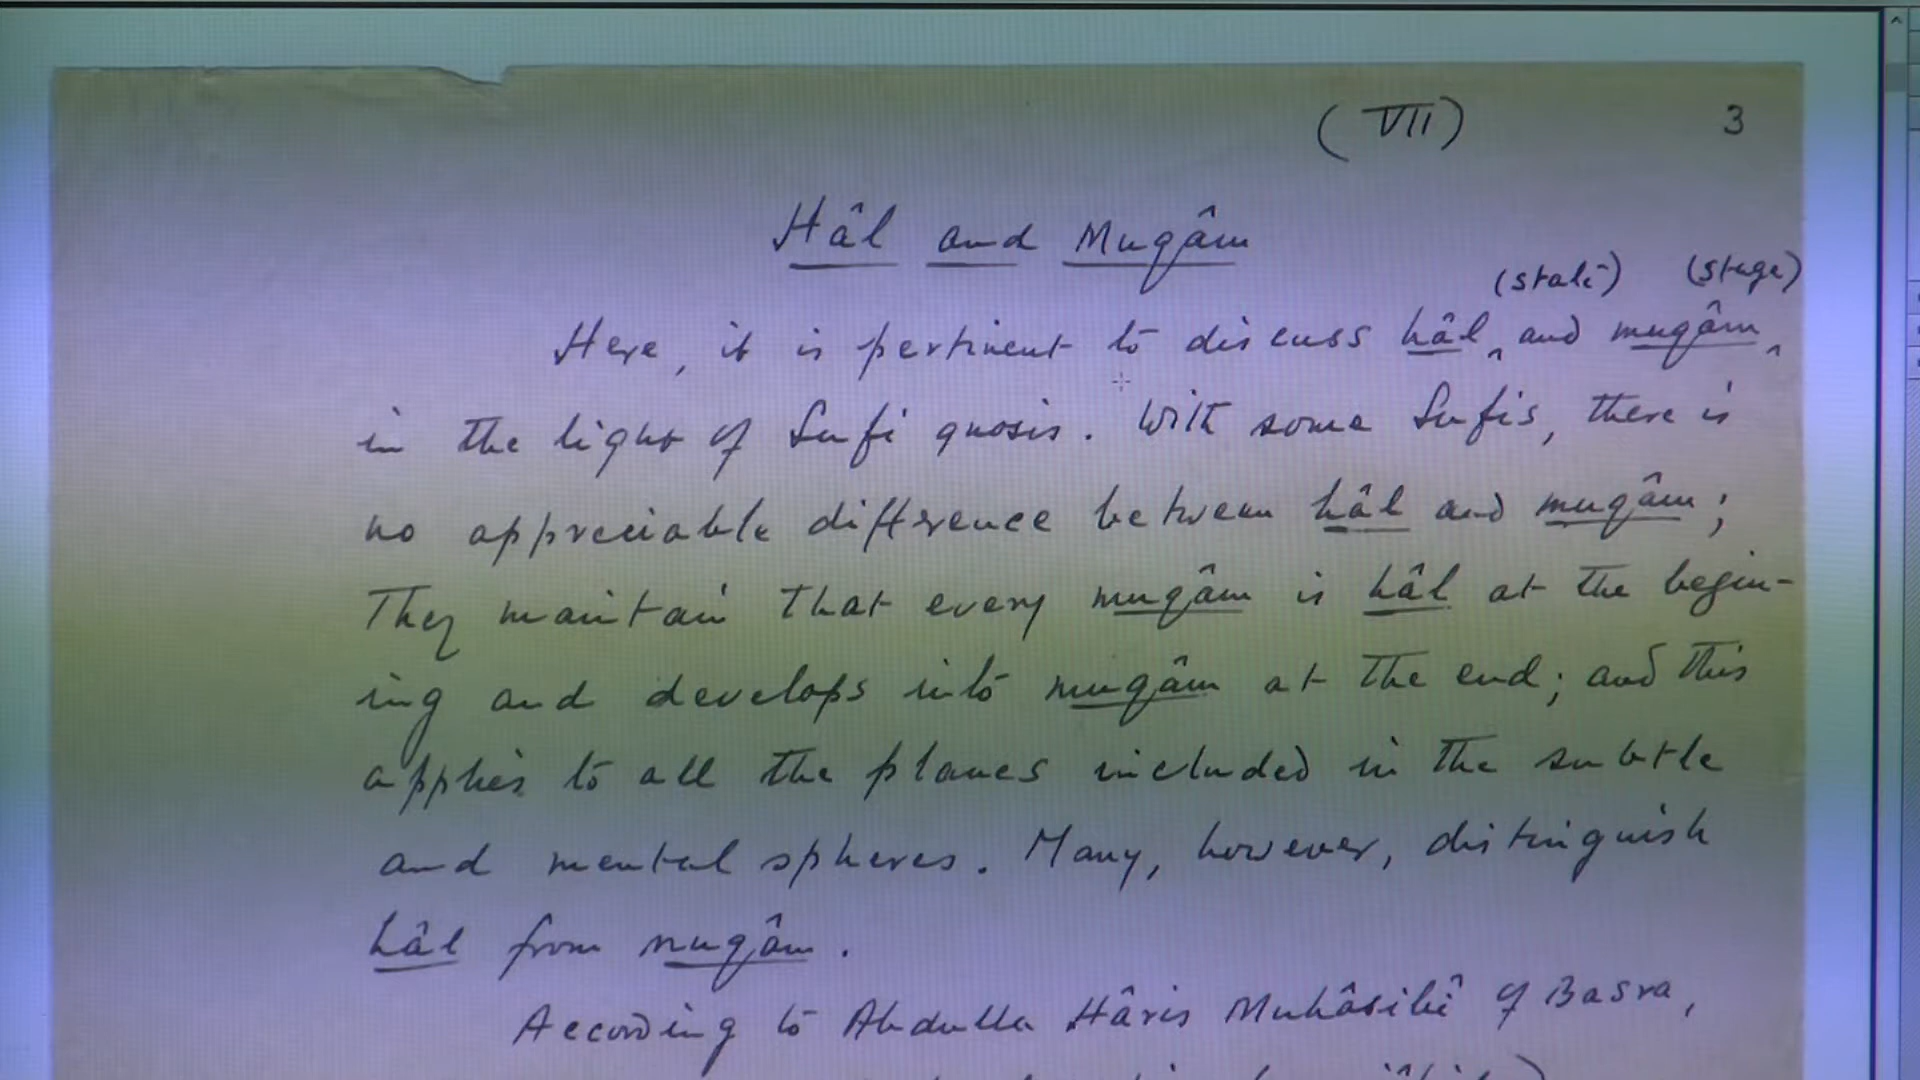 (VII) 3
Hâl and Muqâm
(state) (stage)
Here, it is pertinent to discuss hâl ‸ and muqâm ‸
in the light of Sufi gnosis. With some Sufis, there is
no appreciable difference between hâl and muqâm;
They maintain that every muqâm is hâl at the begin-
ing and develops into muqâm at the end; and this
applies to all the planes included in the subtle
and mental spheres. Many, however, distinguish
hâl from muqâm.
According to Abdulla Hâris Muhâsibî of Basra,